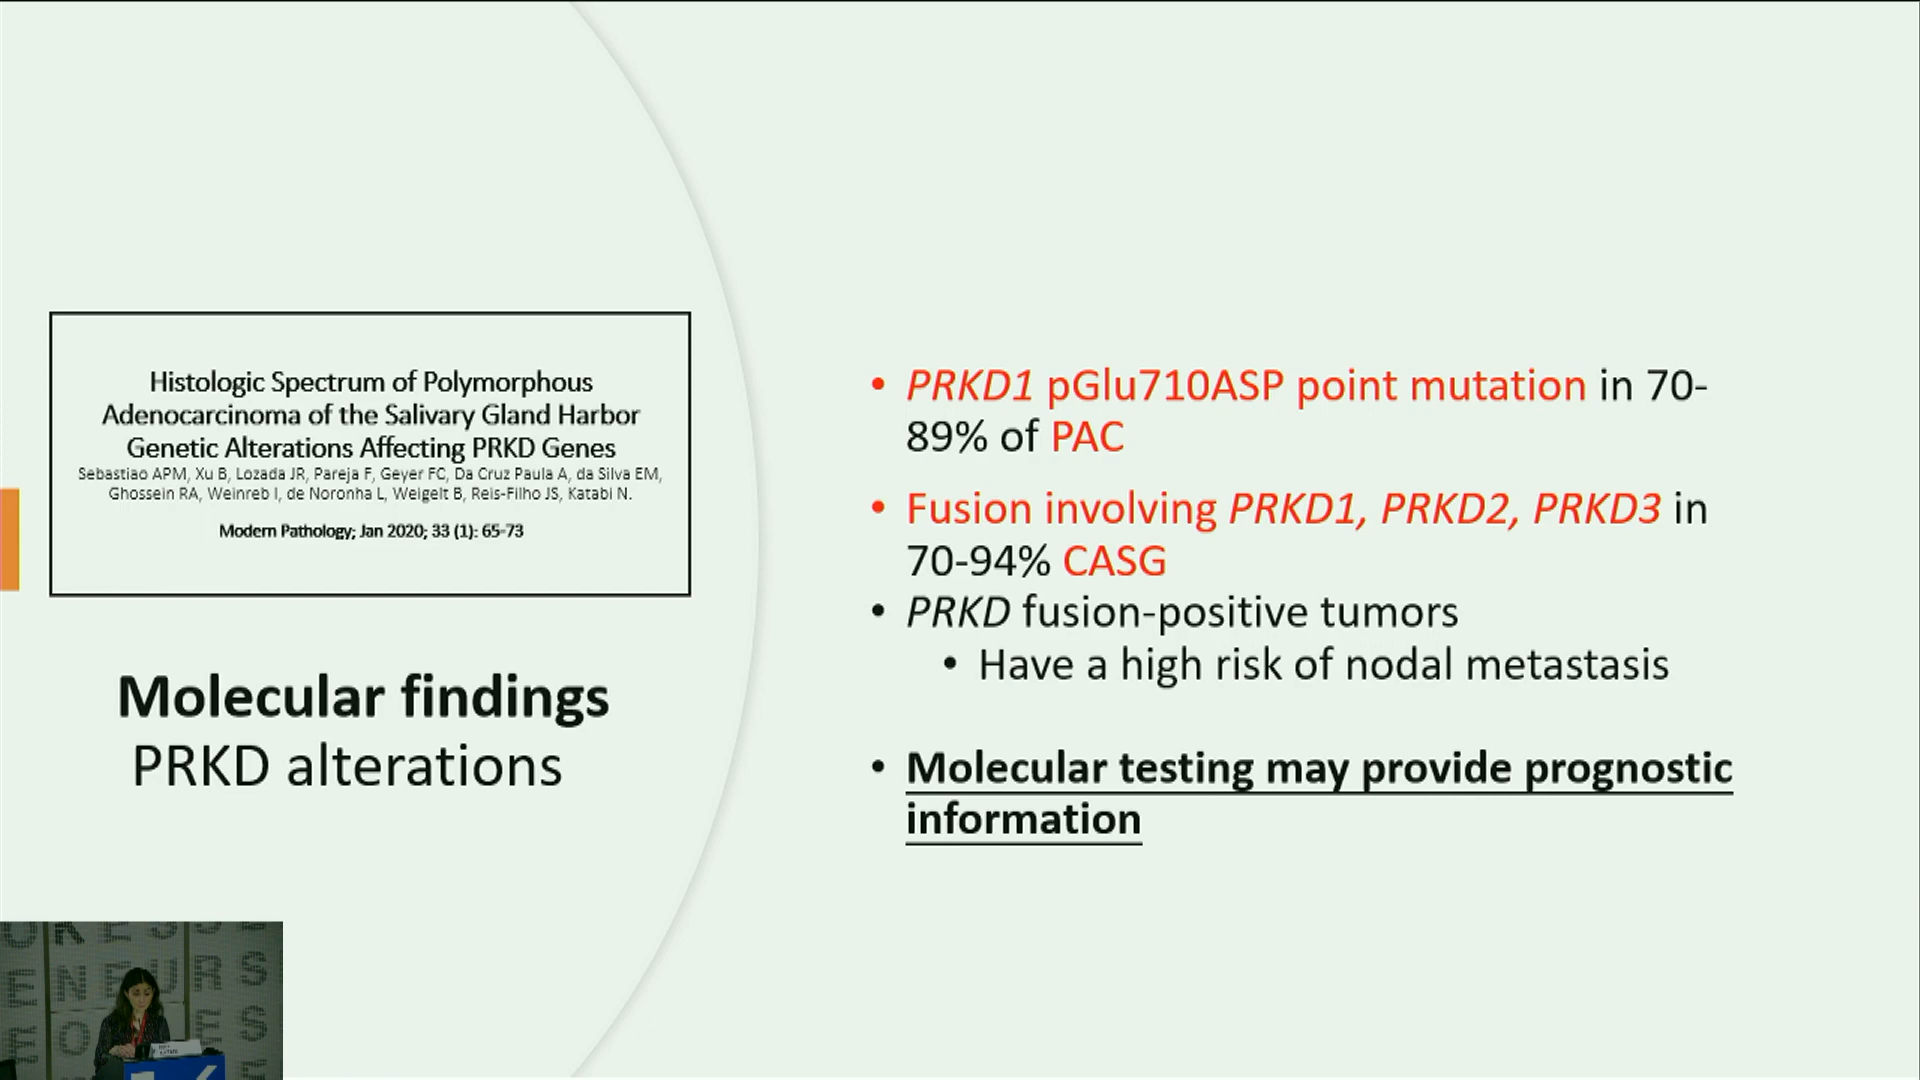 Histologic Spectrum of Polymorphous
Adenocarcinoma of the Salivary Gland Harbor
Genetic Alterations Affecting PRKD Genes
Sebastiao APM, Xu B, Lozada JR, Pareja F, Geyer FC, Da Cruz Paula A, da Silva EM,
Ghossein RA, Weinreb I, de Noronha L, Weigelt B, Reis-Filho JS, Katabi N.
Modern Pathology; Jan 2020; 33 (1): 65-73
Molecular findings
PRKD alterations
• PRKD1 pGlu710ASP point mutation in 70-
89% of PAC
• Fusion involving PRKD1, PRKD2, PRKD3 in
70-94% CASG
• PRKD fusion-positive tumors
• Have a high risk of nodal metastasis
• Molecular testing may provide prognostic
information